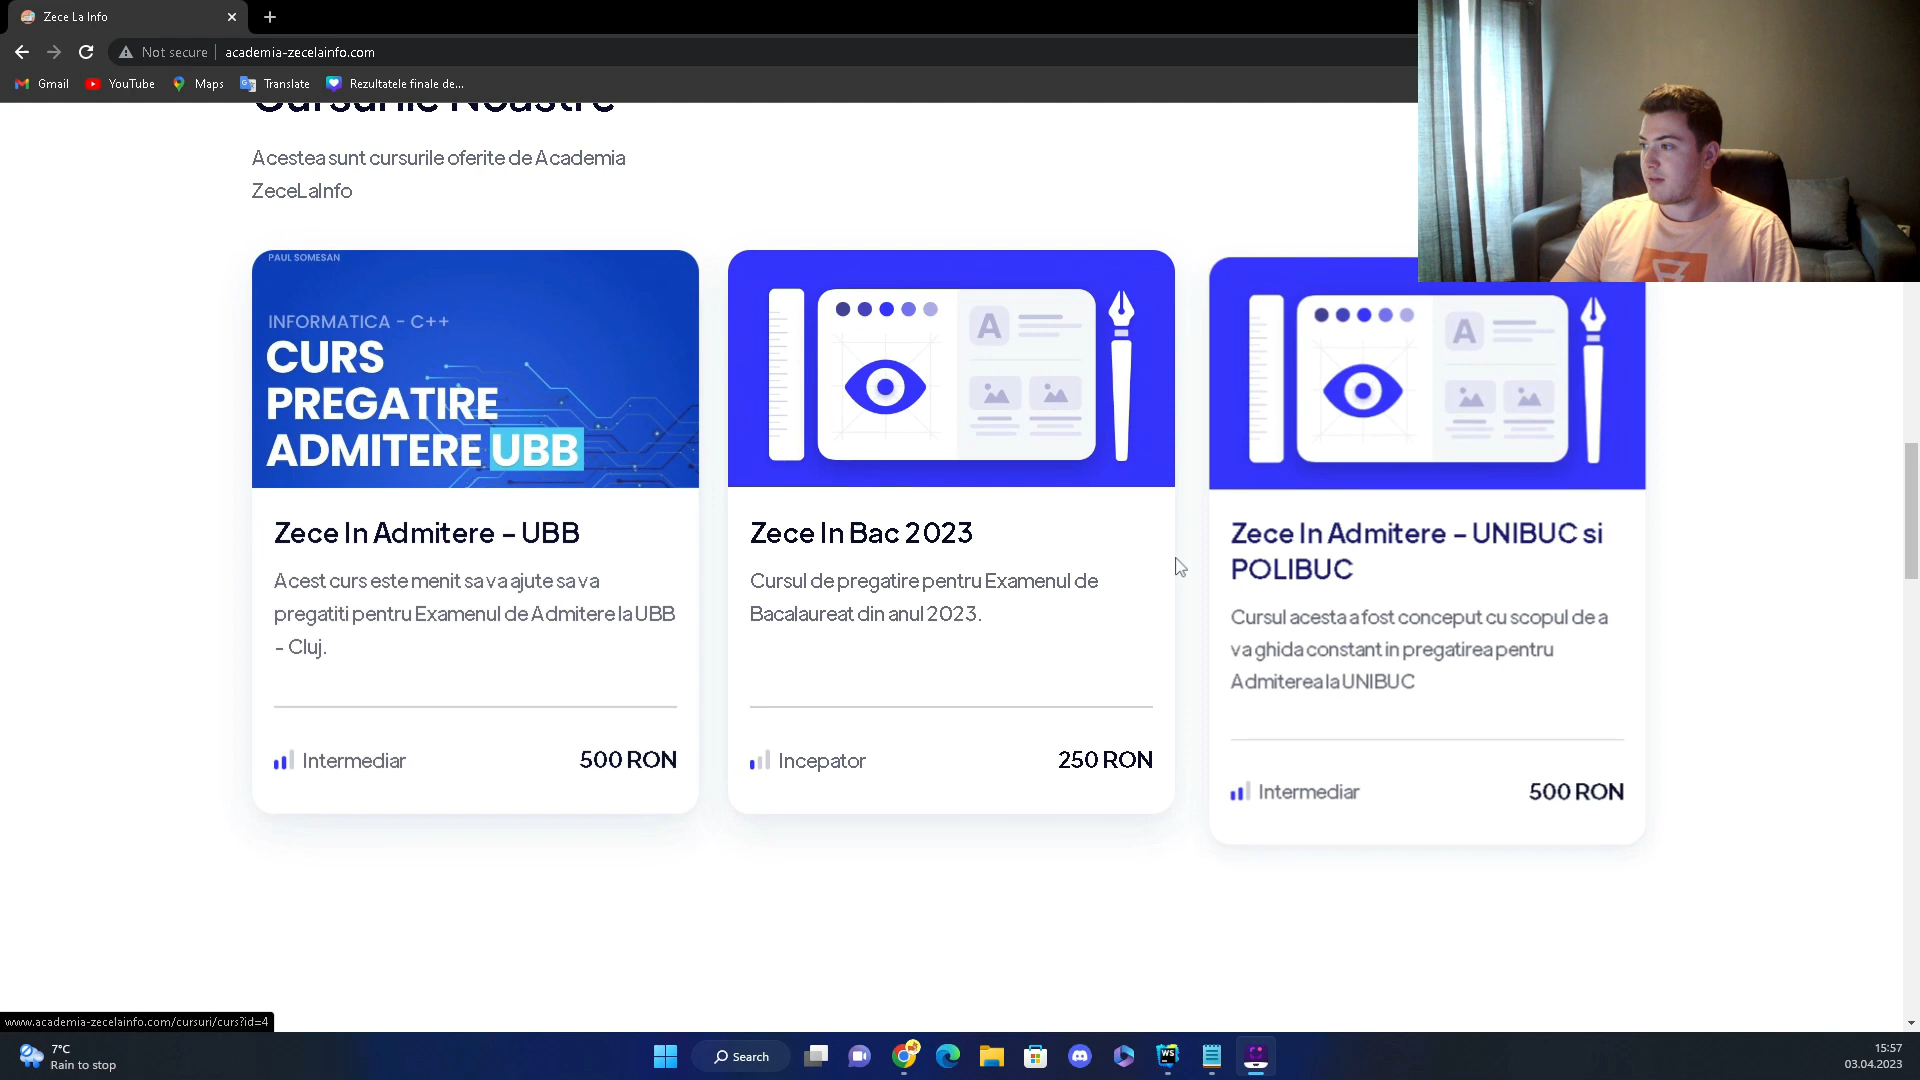 Zece La Info
Not secure
academia-zecelainfo.com
Gmail
YouTube
Maps
Translate
Rezultatele finale de...
Cursurile Noastre
Acestea sunt cursurile oferite de Academia
ZeceLaInfo
PAUL SOMESAN
INFORMATICA - C++
CURS
PREGATIRE
ADMITERE UBB
Zece In Admitere – UBB
Acest curs este menit sa va ajute sa va
pregatiti pentru Examenul de Admitere la UBB
- Cluj.
Intermediar
500 RON
A
Zece In Bac 2023
Cursul de pregatire pentru Examenul de
Bacalaureat din anul 2023.
Incepator
250 RON
A
Zece In Admitere – UNIBUC si
POLIBUC
Cursul acesta a fost conceput cu scopul de a
va ghida constant in pregatirea pentru
Admiterea la UNIBUC
Intermediar
500 RON
www.academia-zecelainfo.com/cursuri/curs?id=4
7°C
Rain to stop
Search
WS
15:57
03.04.2023